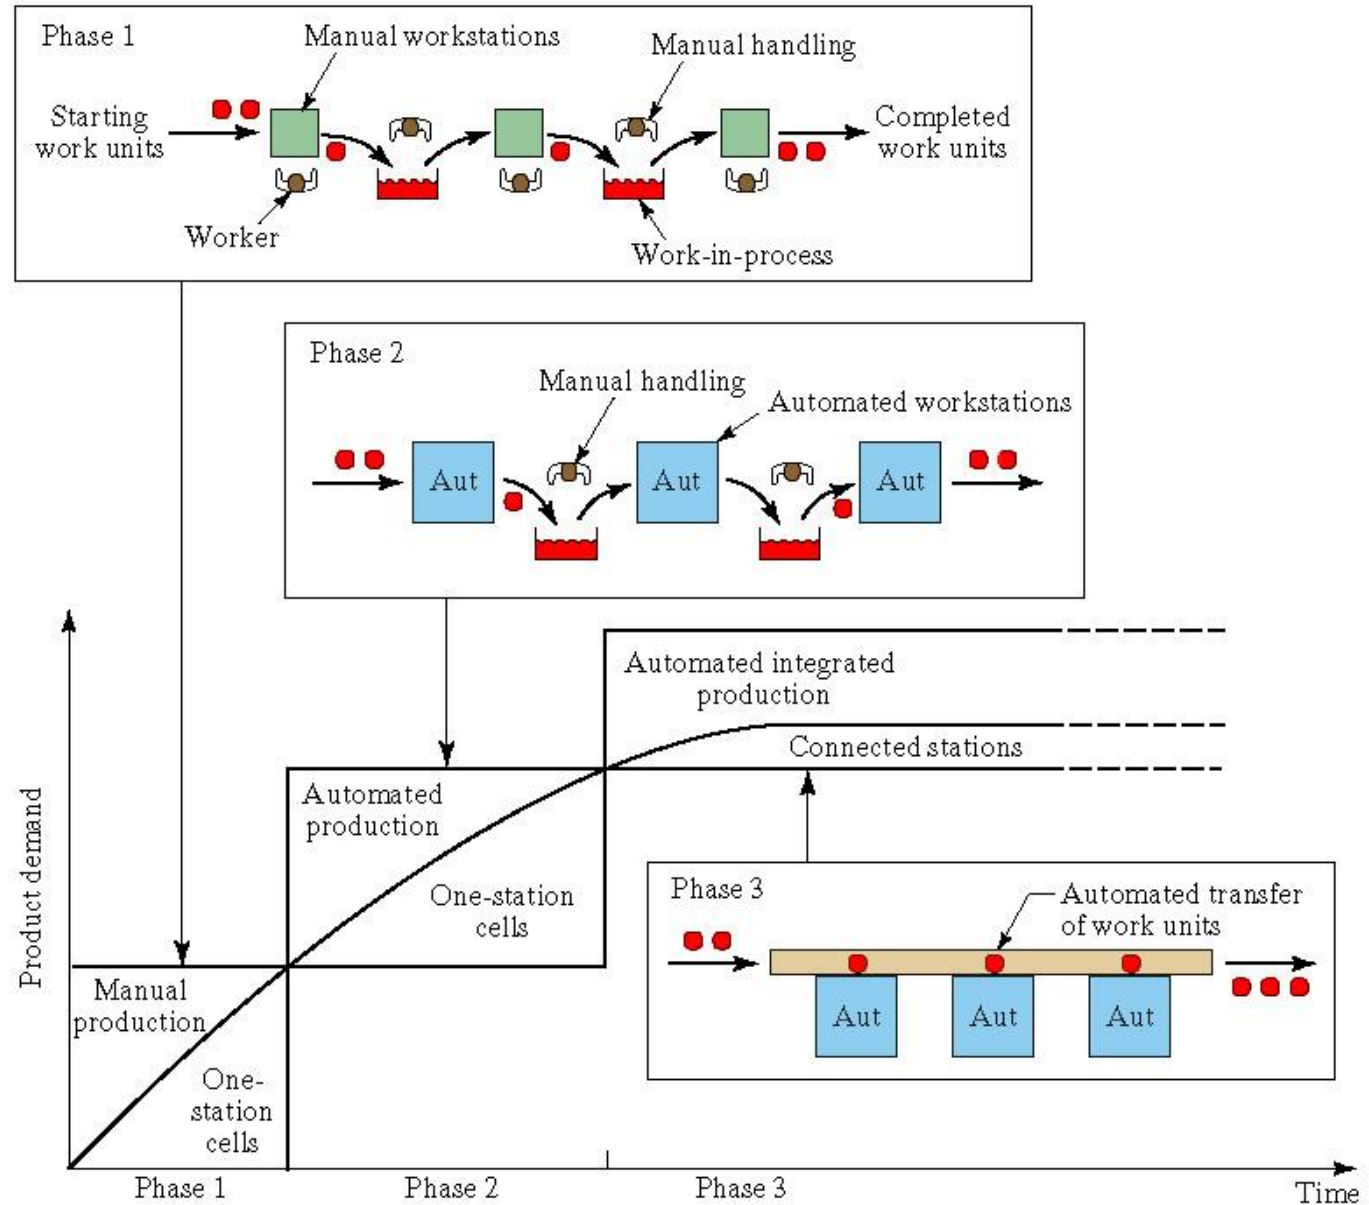 Phase 1
Manual workstations
Manual handling
Starting
work units
Completed
work units
Worker
Work-in-process
Phase 2
Manual handling
Automated workstations
Aut
Aut
Aut
Automated integrated
production
Connected stations
Automated
production
One-station
cells
Product demand
Manual
production
One-
station
cells
Phase 3
Automated transfer
of work units
Aut
Aut
Aut
Phase 1
Phase 2
Phase 3
Time